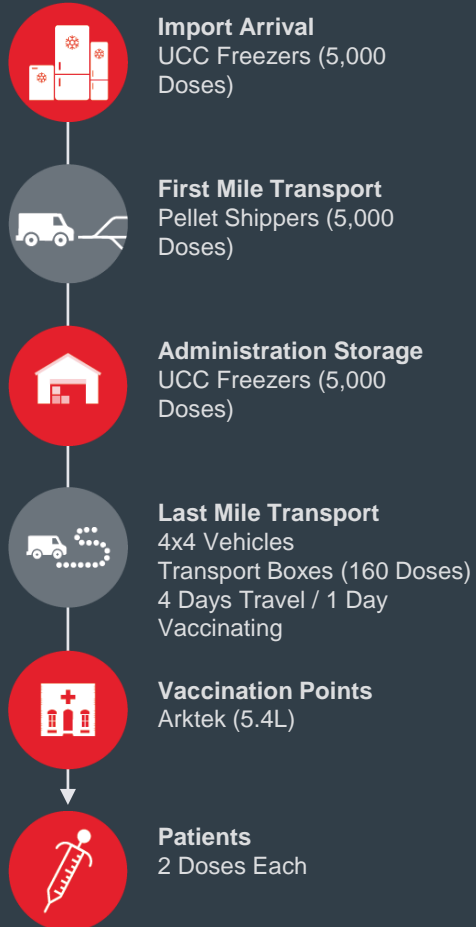 Import Arrival
UCC Freezers (5,000
Doses)
First Mile Transport
Pellet Shippers (5,000
Doses)
Administration Storage
UCC Freezers (5,000
Doses)
Last Mile Transport
4x4 Vehicles
Transport Boxes (160 Doses)
4 Days Travel / 1 Day
Vaccinating
Vaccination Points
Arktek (5.4L)
Patients
2 Doses Each